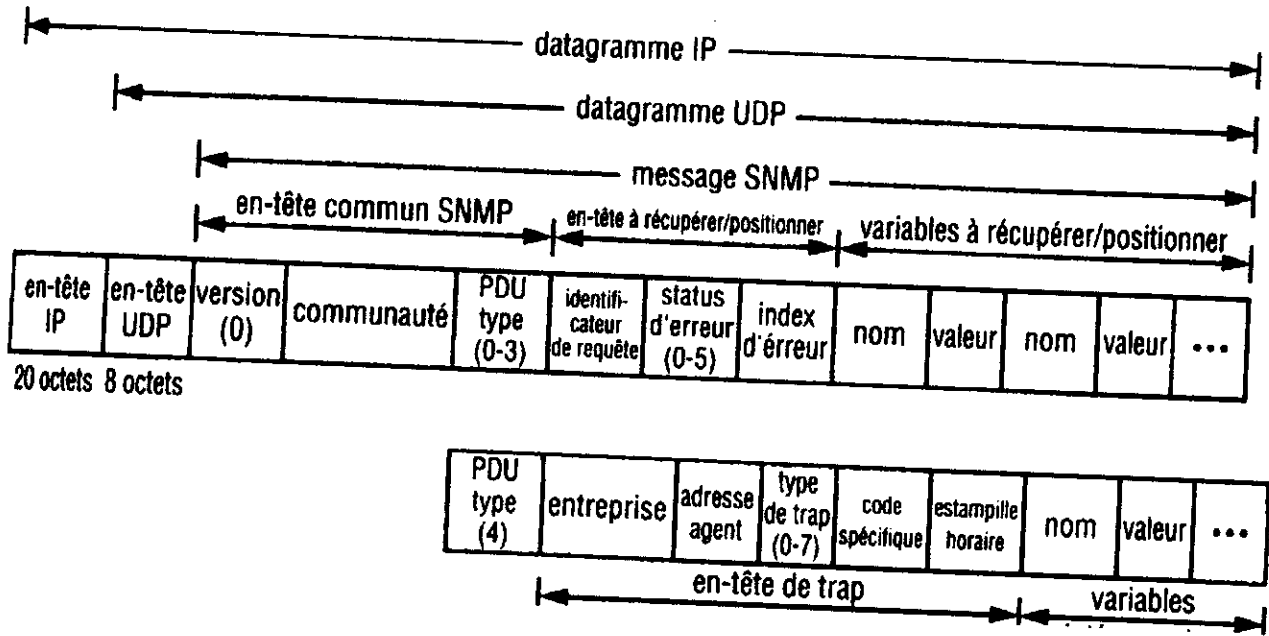 datagramme IP
datagramme UDP
message SNMP
en-tête commun SNMP
en-tête à récupérer/positionner
variables à récupérer/positionner
en-tête
IP
en-tête
UDP
version
(0)
communauté
PDU
type
(0-3)
identifi-
cateur
de requête
status
d'erreur
(0-5)
index
d'érreur
nom
valeur
nom
valeur
•••
20 octets
8 octets
PDU
type
(4)
entreprise
adresse
agent
type
de trap
(0-7)
code
spécifique
estampille
horaire
nom
valeur
•••
en-tête de trap
variables